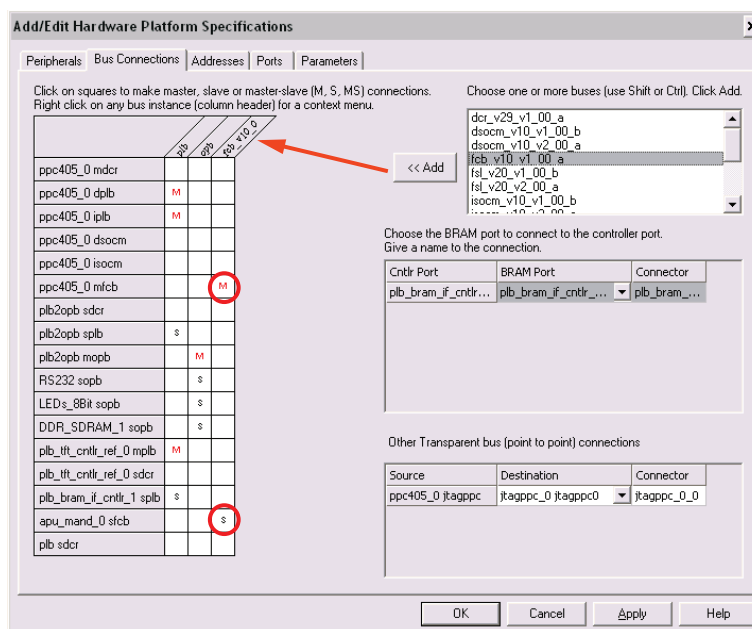 Add/Edit Hardware Platform Specifications
Peripherals
Bus Connections
Addresses
Ports
Parameters
Click on squares to make master, slave or master-slave (M, S, MS) connections.
Right click on any bus instance (column header) for a context menu.
plb
opb
fcb_v10_0
ppc405_0 mdcr
ppc405_0 dplb M
ppc405_0 iplb M
ppc405_0 dsocm
ppc405_0 isocm
ppc405_0 mfcb M
plb2opb sdcr
plb2opb splb s
plb2opb mopb M
RS232 sopb s
LEDs_8Bit sopb s
DDR_SDRAM_1 sopb s
plb_tft_cntlr_ref_0 mplb M
plb_tft_cntlr_ref_0 sdcr
plb_bram_if_cntlr_1 splb s
apu_mand_0 sfcb s
plb sdcr
<< Add
Choose one or more buses (use Shift or Ctrl). Click Add.
dcr_v29_v1_00_a
dsocm_v10_v1_00_b
dsocm_v10_v2_00_a
fcb_v10_v1_00_a
fsl_v20_v1_00_b
fsl_v20_v2_00_a
isocm_v10_v1_00_b
Choose the BRAM port to connect to the controller port.
Give a name to the connection.
Cntlr Port BRAM Port Connector
plb_bram_if_cntlr... plb_bram_if_cntlr_... plb_bram_...
Other Transparent bus (point to point) connections
Source Destination Connector
ppc405_0 jtagppc jtagppc_0 jtagppc0 jtagppc_0_0
OK
Cancel
Apply
Help